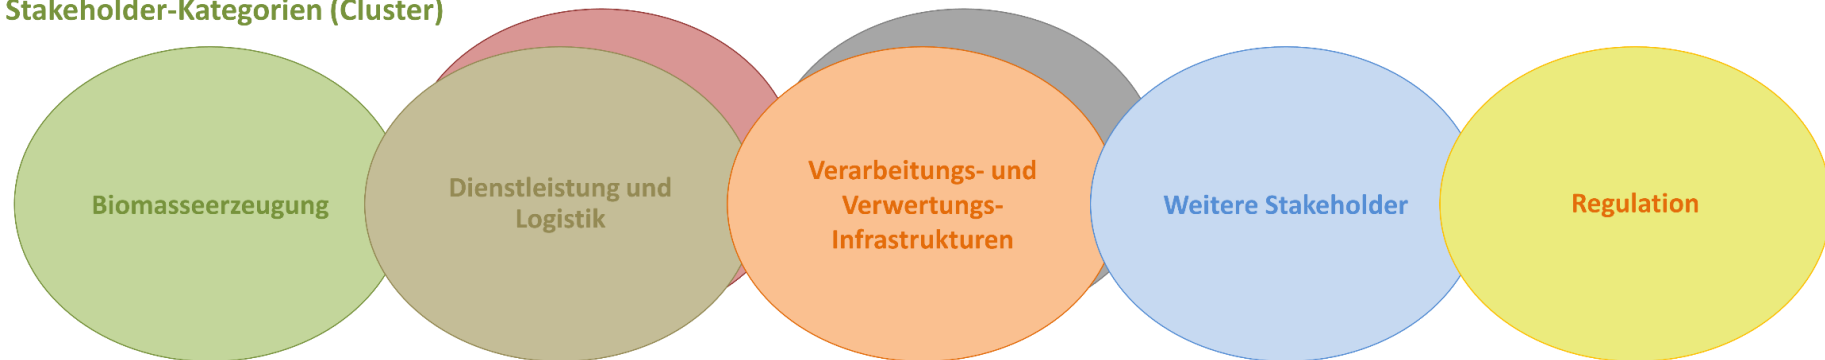 Stakeholder-Kategorien (Cluster)
Biomasseerzeugung
Dienstleistung und
Logistik
Verarbeitungs- und
Verwertungs-
Infrastrukturen
Weitere Stakeholder
Regulation